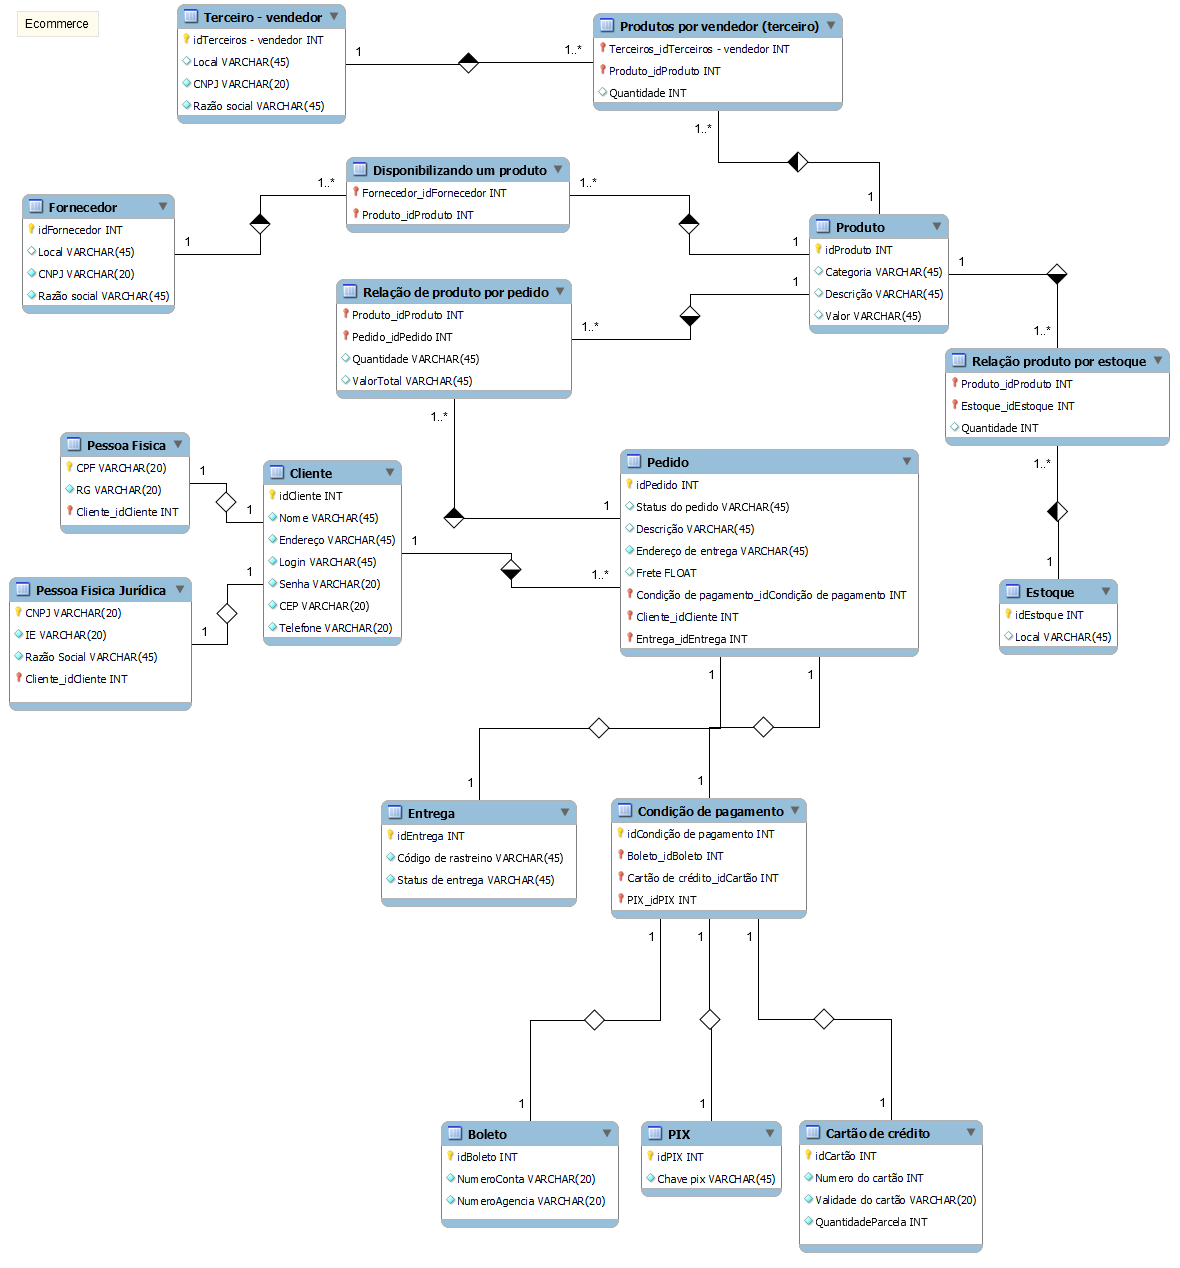 Ecommerce
Terceiro - vendedor
idTerceiros - vendedor INT
Local VARCHAR(45)
CNPJ VARCHAR(20)
Razão social VARCHAR(45)
1
1..*
Produtos por vendedor (terceiro)
Terceiros_idTerceiros - vendedor INT
Produto_idProduto INT
Quantidade INT
1..*
1
Disponibilizando um produto
Fornecedor_idFornecedor INT
Produto_idProduto INT
1..*
1..*
Fornecedor
idFornecedor INT
Local VARCHAR(45)
CNPJ VARCHAR(20)
Razão social VARCHAR(45)
1
1
Produto
idProduto INT
Categoria VARCHAR(45)
Descrição VARCHAR(45)
Valor VARCHAR(45)
1
1
1..*
Relação de produto por pedido
Produto_idProduto INT
Pedido_idPedido INT
Quantidade VARCHAR(45)
ValorTotal VARCHAR(45)
1..*
1..*
Relação produto por estoque
Produto_idProduto INT
Estoque_idEstoque INT
Quantidade INT
1..*
1
Pessoa Fisica
CPF VARCHAR(20)
RG VARCHAR(20)
Cliente_idCliente INT
1
1
Cliente
idCliente INT
Nome VARCHAR(45)
Endereço VARCHAR(45)
Login VARCHAR(45)
Senha VARCHAR(20)
CEP VARCHAR(20)
Telefone VARCHAR(20)
1
1..*
Pedido
idPedido INT
Status do pedido VARCHAR(45)
Descrição VARCHAR(45)
Endereço de entrega VARCHAR(45)
Frete FLOAT
Condição de pagamento_idCondição de pagamento INT
Cliente_idCliente INT
Entrega_idEntrega INT
1
1
1
Pessoa Fisica Jurídica
CNPJ VARCHAR(20)
IE VARCHAR(20)
Razão Social VARCHAR(45)
Cliente_idCliente INT
1
1
Estoque
idEstoque INT
Local VARCHAR(45)
1
1
Entrega
idEntrega INT
Código de rastreino VARCHAR(45)
Status de entrega VARCHAR(45)
Condição de pagamento
idCondição de pagamento INT
Boleto_idBoleto INT
Cartão de crédito_idCartão INT
PIX_idPIX INT
1
1
1
1
1
1
Boleto
idBoleto INT
NumeroConta VARCHAR(20)
NumeroAgencia VARCHAR(20)
PIX
idPIX INT
Chave pix VARCHAR(45)
Cartão de crédito
idCartão INT
Numero do cartão INT
Validade do cartão VARCHAR(20)
QuantidadeParcela INT